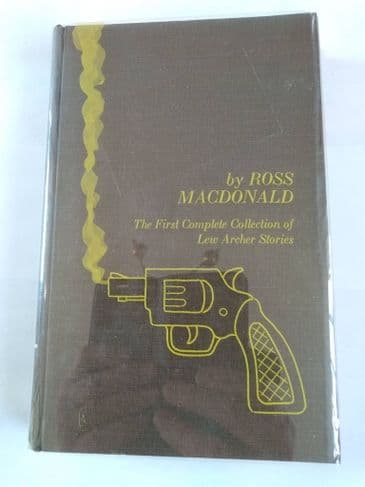 by ROSS
MACDONALD
The First Complete Collection of
Lew Archer Stories